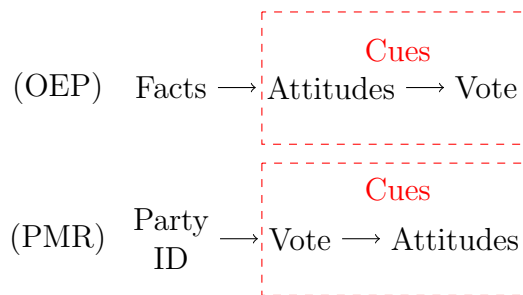 Cues
(OEP) Facts Attitudes Vote
Cues
(PMR) Party ID Vote Attitudes